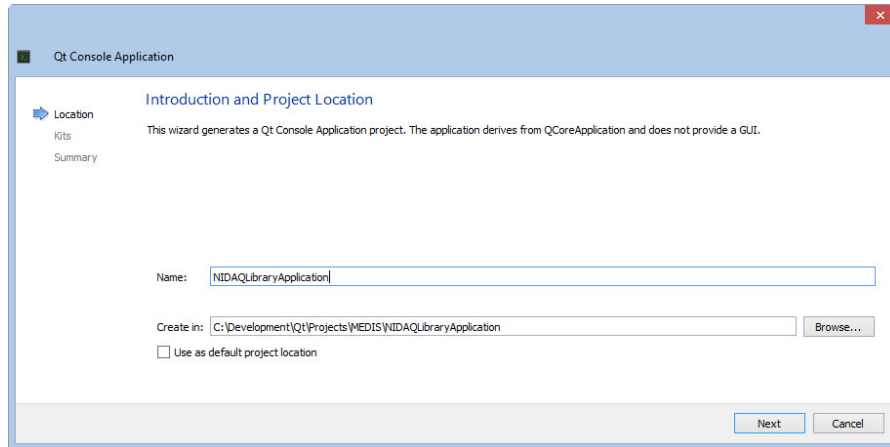 Qt Console Application
Location
Kits
Summary
Introduction and Project Location
This wizard generates a Qt Console Application project. The application derives from QCoreApplication and does not provide a GUI.
Name: NIDAQLibraryApplication
Create in: C:\Development\Qt\Projects\MEDIS\NIDAQLibraryApplication Browse...
Use as default project location
Next Cancel